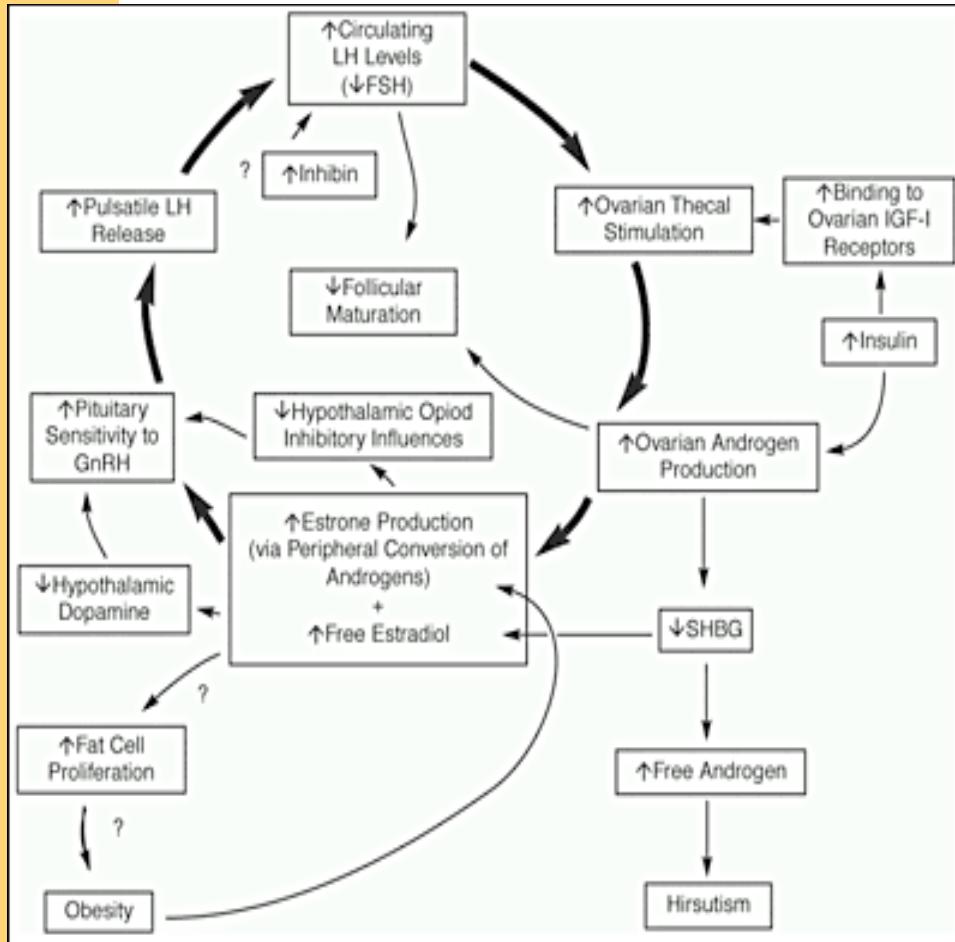 ↑Circulating
LH Levels
(↓FSH)
?
↑Inhibin
↑Pulsatile LH
Release
↑Ovarian Thecal
Stimulation
↑Binding to
Ovarian IGF-I
Receptors
↓Follicular
Maturation
↑Insulin
↑Pituitary
Sensitivity to
GnRH
↓Hypothalamic Opiod
Inhibitory Influences
↑Ovarian Androgen
Production
↑Estrone Production
(via Peripheral Conversion of
Androgens)
+
↑Free Estradiol
↓Hypothalamic
Dopamine
↓SHBG
?
↑Fat Cell
Proliferation
↑Free Androgen
?
Obesity
Hirsutism